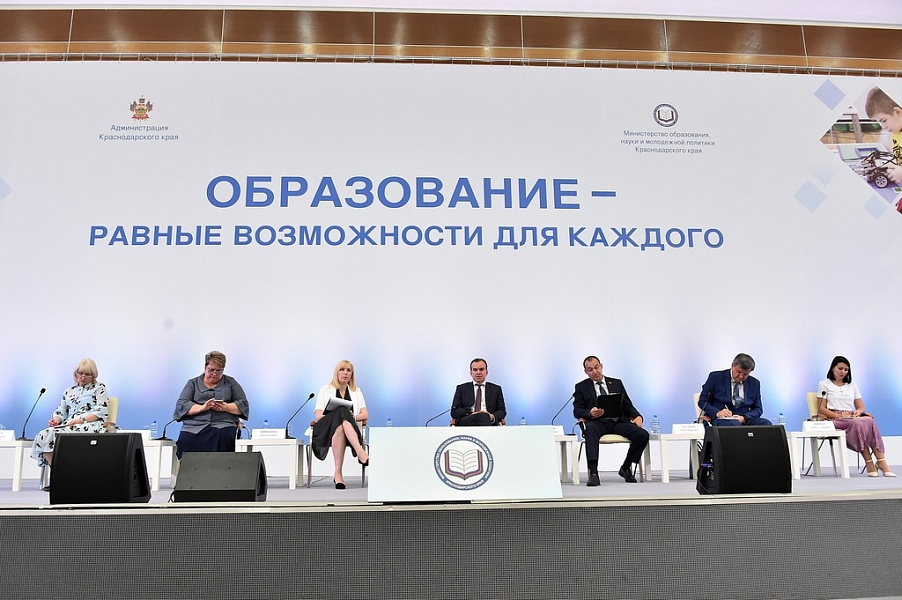 Администрация
Краснодарского края
Министерство образования,
науки и молодежной политики
Краснодарского края
ОБРАЗОВАНИЕ –
РАВНЫЕ ВОЗМОЖНОСТИ ДЛЯ КАЖДОГО